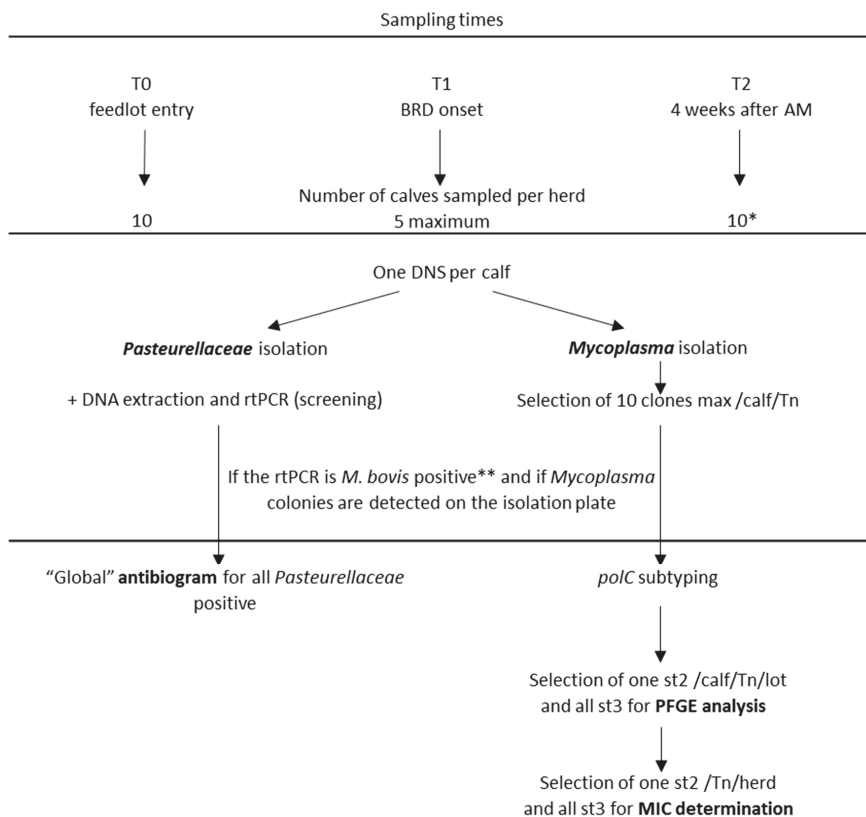 Sampling times
T0
feedlot entry
T1
BRD onset
T2
4 weeks after AM
Number of calves sampled per herd
10
5 maximum
10*
One DNS per calf
Pasteurellaceae isolation
Mycoplasma isolation
+ DNA extraction and rtPCR (screening)
Selection of 10 clones max /calf/Tn
If the rtPCR is M. bovis positive** and if Mycoplasma
colonies are detected on the isolation plate
“Global” antibiogram for all Pasteurellaceae
positive
polC subtyping
Selection of one st2 /calf/Tn/lot
and all st3 for PFGE analysis
Selection of one st2 /Tn/herd
and all st3 for MIC determination